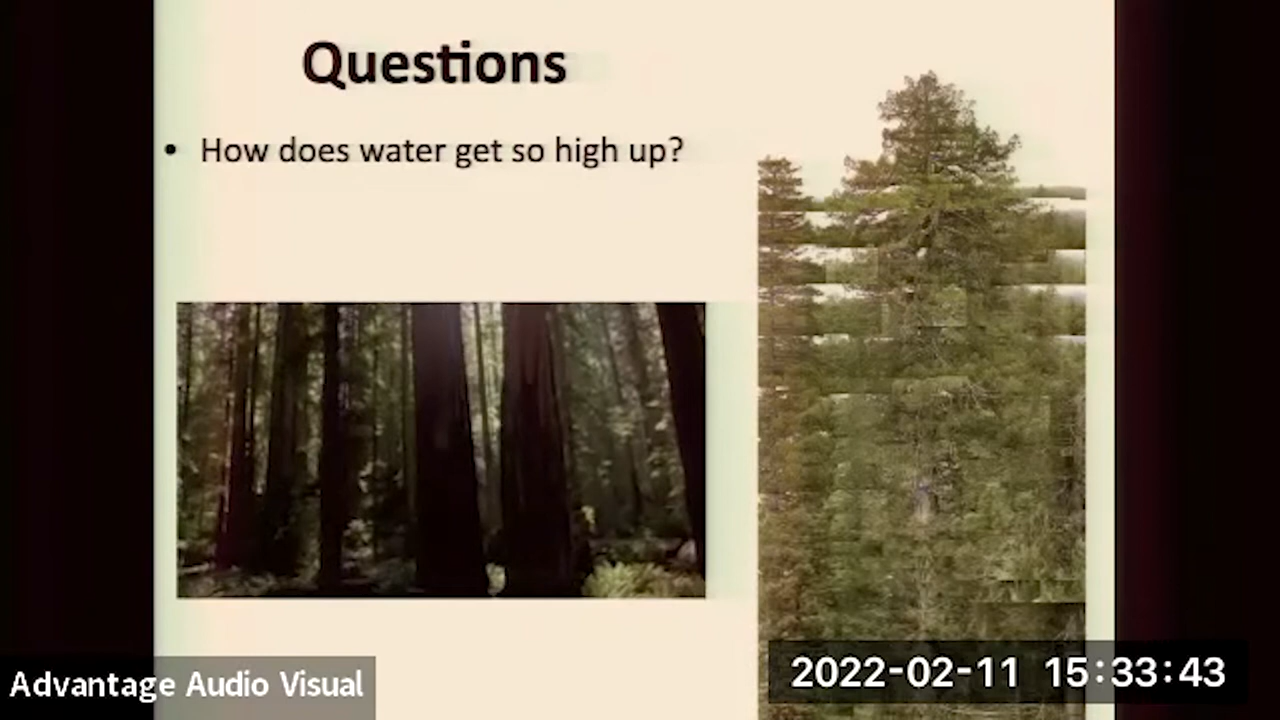 Questions
• How does water get so high up?
Advantage Audio Visual
2022-02-11 15:33:43